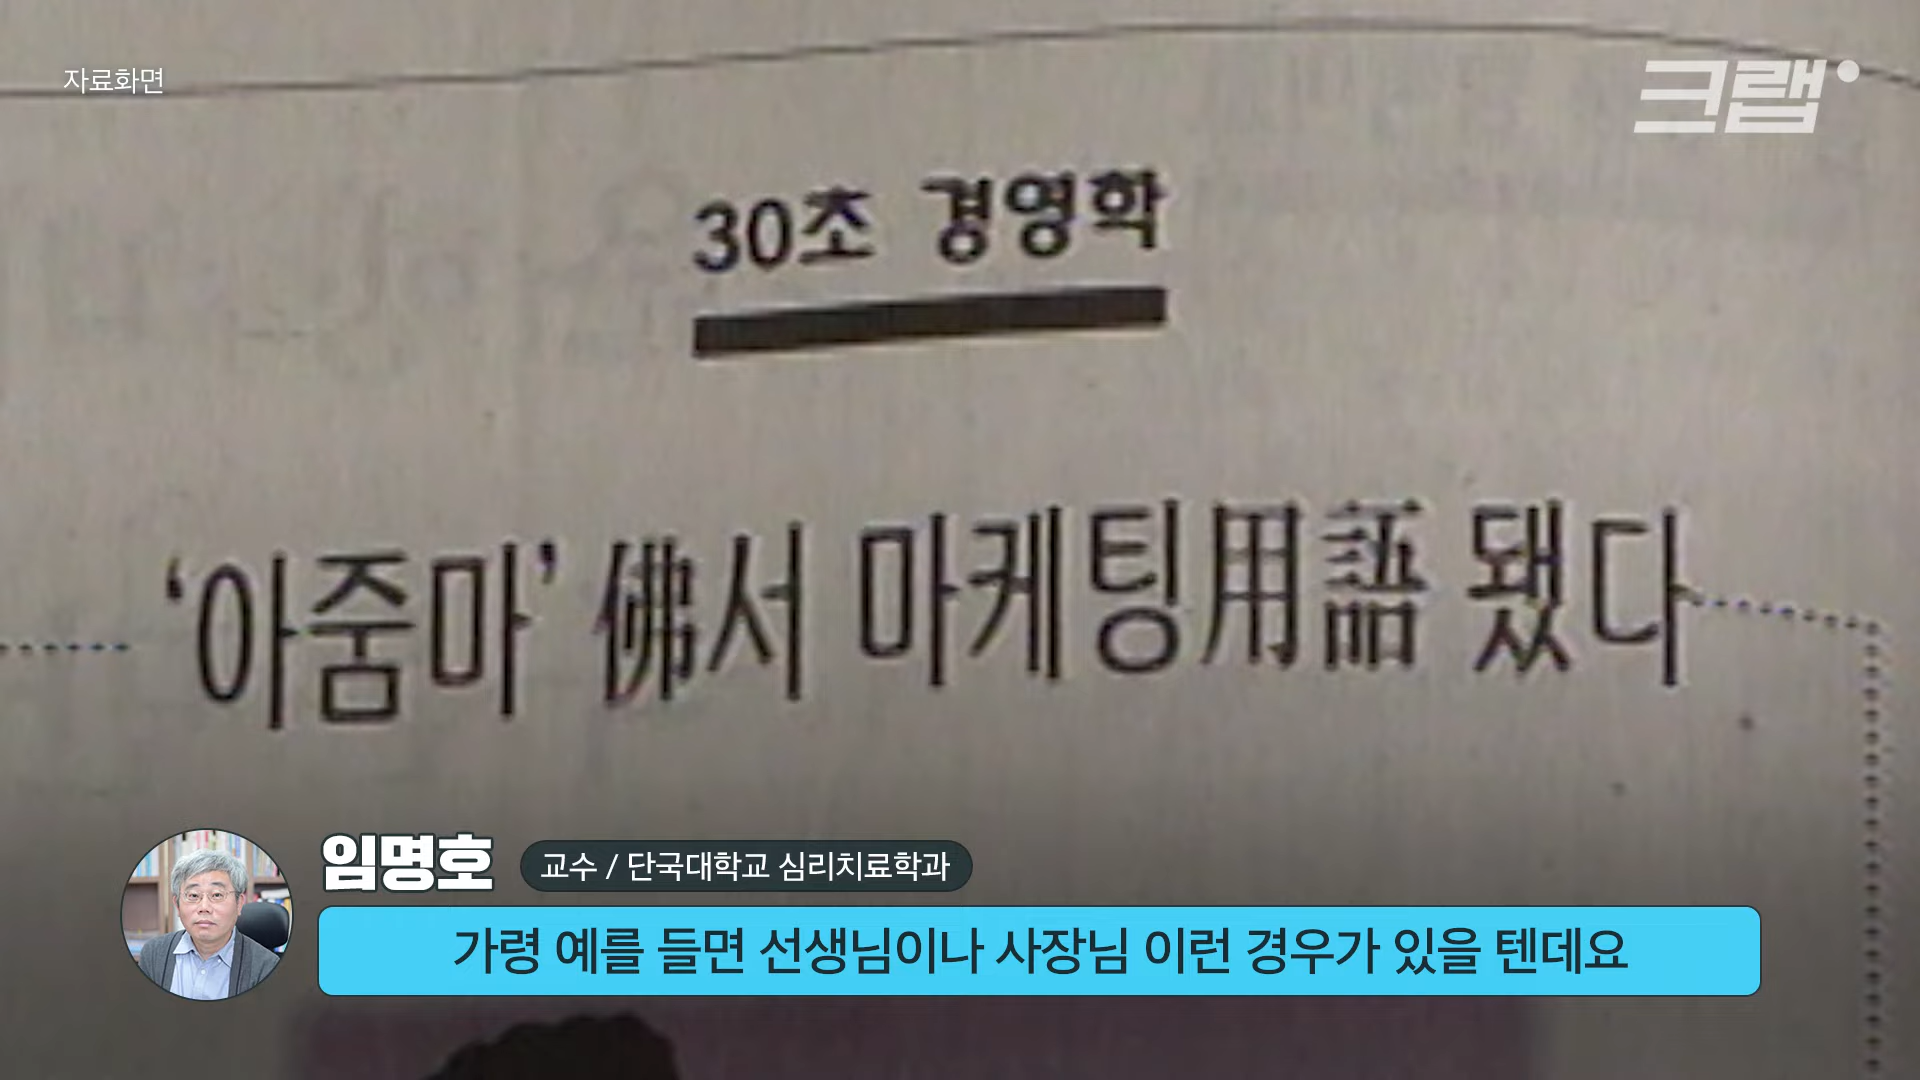 자료화면
크랩
30초 경영학
‘아줌마’ 佛서 마케팅用語 됐다
임명호
교수 / 단국대학교 심리치료학과
가령 예를 들면 선생님이나 사장님 이런 경우가 있을 텐데요